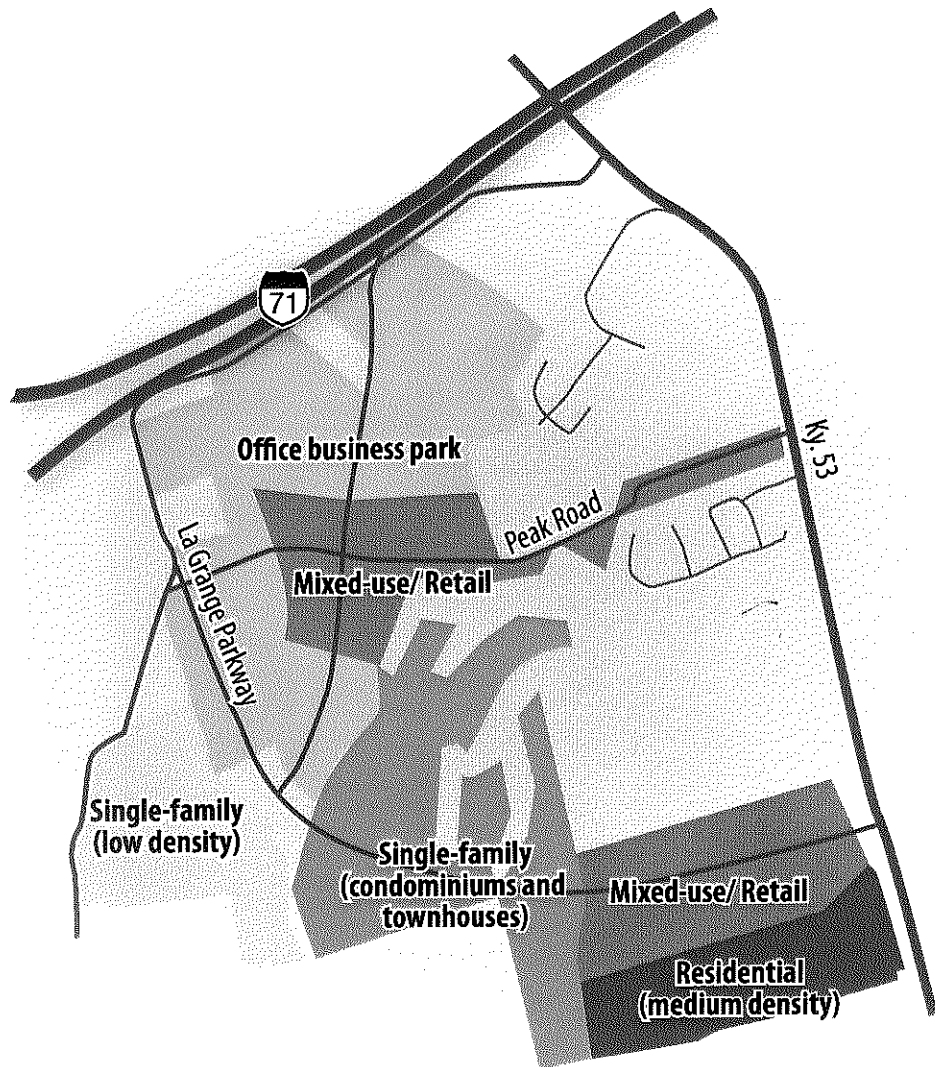 71
Office business park
Ky. 53
Peak Road
La Grange Parkway
Mixed-use/ Retail
Single-family
(low density)
Single-family
(condominiums and
townhouses)
Mixed-use/ Retail
Residential
(medium density)